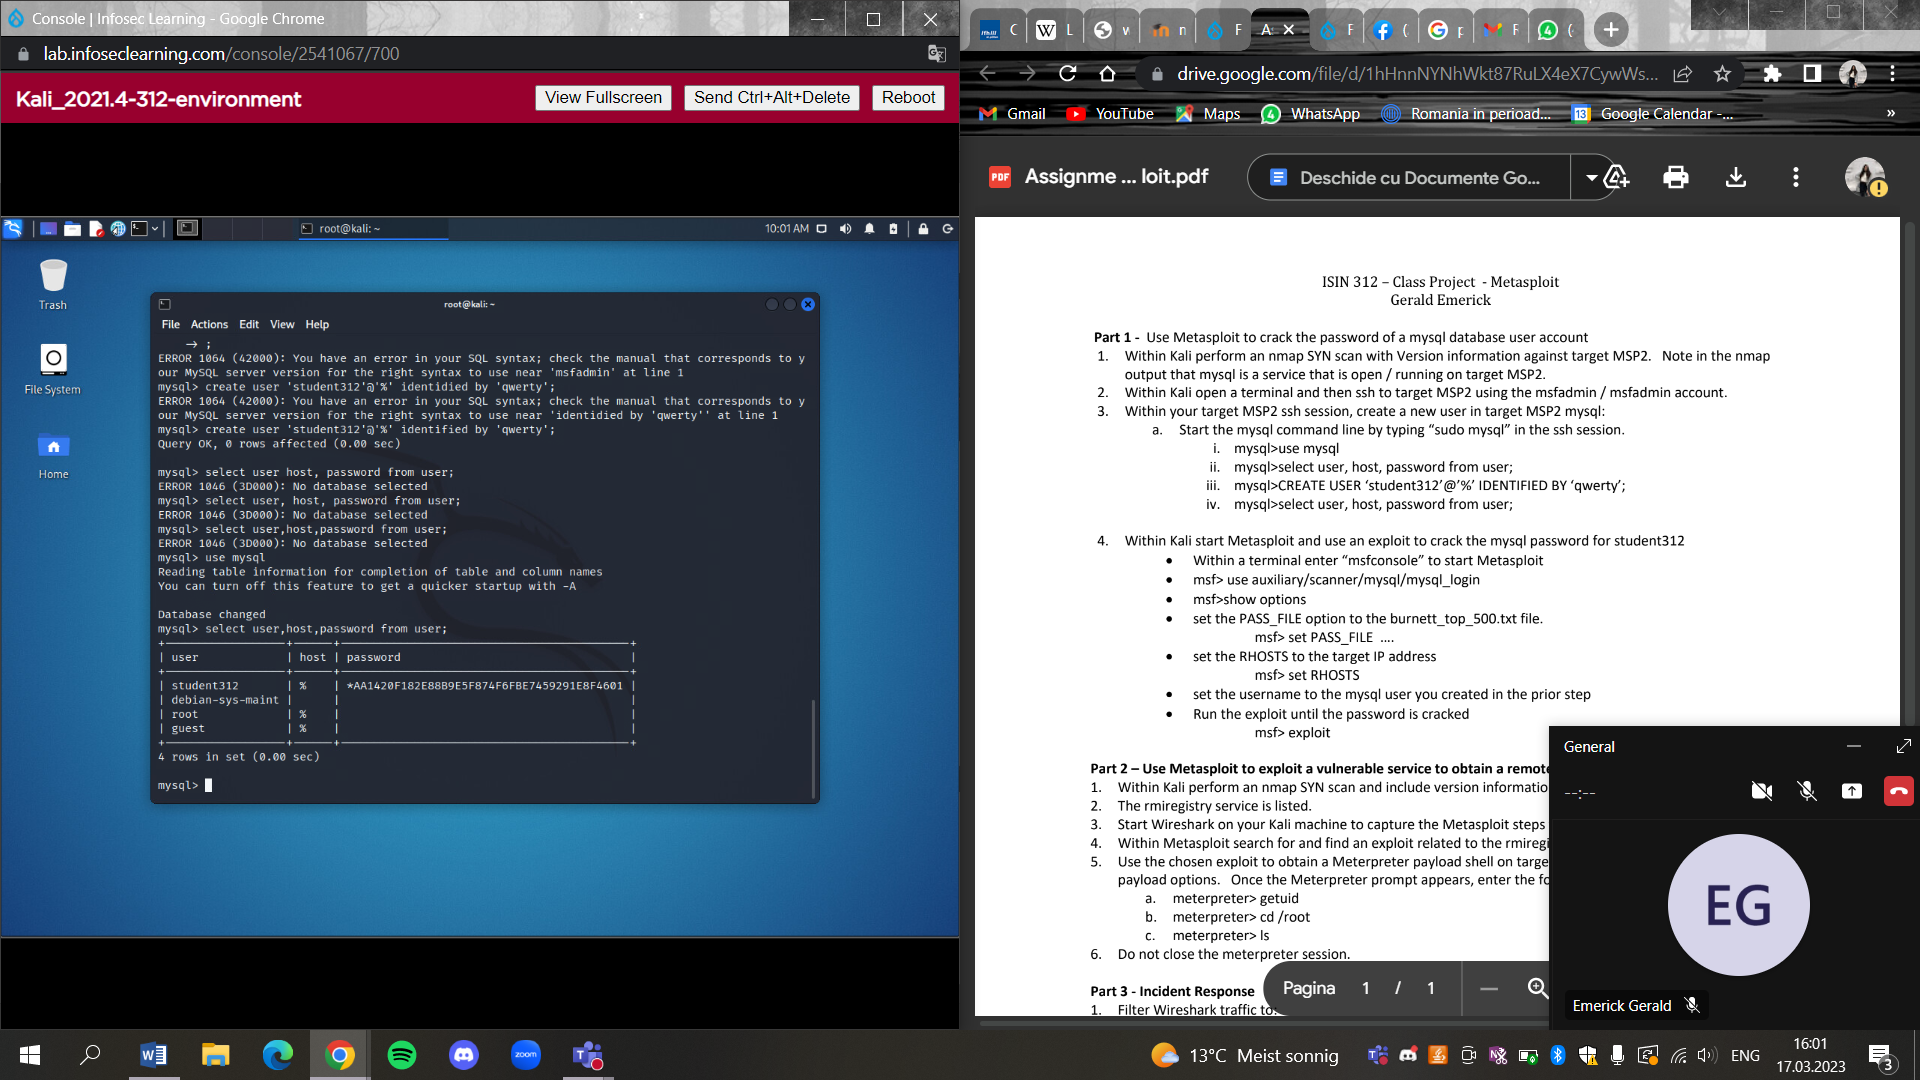 Console | Infosec Learning - Google Chrome
lab.infoseclearning.com/console/2541067/700
Kali_2021.4-312-environment
View Fullscreen
Send Ctrl+Alt+Delete
Reboot
root@kali: ~
10:01 AM
Trash
File System
Home
root@kali: ~
File Actions Edit View Help
→ ;
ERROR 1064 (42000): You have an error in your SQL syntax; check the manual that corresponds to y
our MySQL server version for the right syntax to use near 'msfadmin' at line 1
mysql> create user 'student312'@'%' identidied by 'qwerty';
ERROR 1064 (42000): You have an error in your SQL syntax; check the manual that corresponds to y
our MySQL server version for the right syntax to use near 'identidied by 'qwerty'' at line 1
mysql> create user 'student312'@'%' identified by 'qwerty';
Query OK, 0 rows affected (0.00 sec)
mysql> select user host, password from user;
ERROR 1046 (3D000): No database selected
mysql> select user, host, password from user;
ERROR 1046 (3D000): No database selected
mysql> select user,host,password from user;
ERROR 1046 (3D000): No database selected
mysql> use mysql
Reading table information for completion of table and column names
You can turn off this feature to get a quicker startup with -A
Database changed
mysql> select user,host,password from user;
| user | host | password |
| student312 | % | *AA1420F182E88B9E5F874F6FBE7459291E8F4601 |
| debian-sys-maint | | |
| root | % | |
| guest | % | |
4 rows in set (0.00 sec)
mysql>
drive.google.com/file/d/1hHnnNYNhWkt87RuLX4eX7CywWs...
Gmail
YouTube
Maps
WhatsApp
Romania in perioad...
Google Calendar -...
»
PDF
Assignme ... loit.pdf
Deschide cu Documente Go...
ISIN 312 – Class Project - Metasploit
Gerald Emerick
Part 1 - Use Metasploit to crack the password of a mysql database user account
1. Within Kali perform an nmap SYN scan with Version information against target MSP2. Note in the nmap
output that mysql is a service that is open / running on target MSP2.
2. Within Kali open a terminal and then ssh to target MSP2 using the msfadmin / msfadmin account.
3. Within your target MSP2 ssh session, create a new user in target MSP2 mysql:
a. Start the mysql command line by typing “sudo mysql” in the ssh session.
i. mysql>use mysql
ii. mysql>select user, host, password from user;
iii. mysql>CREATE USER ‘student312’@’%’ IDENTIFIED BY ‘qwerty’;
iv. mysql>select user, host, password from user;
4. Within Kali start Metasploit and use an exploit to crack the mysql password for student312
• Within a terminal enter “msfconsole” to start Metasploit
• msf> use auxiliary/scanner/mysql/mysql_login
• msf>show options
• set the PASS_FILE option to the burnett_top_500.txt file.
msf> set PASS_FILE ....
• set the RHOSTS to the target IP address
msf> set RHOSTS
• set the username to the mysql user you created in the prior step
• Run the exploit until the password is cracked
msf> exploit
Part 2 – Use Metasploit to exploit a vulnerable service to obtain a remote
1. Within Kali perform an nmap SYN scan and include version informatio
2. The rmiregistry service is listed.
3. Start Wireshark on your Kali machine to capture the Metasploit steps
4. Within Metasploit search for and find an exploit related to the rmiregi
5. Use the chosen exploit to obtain a Meterpreter payload shell on targe
payload options. Once the Meterpreter prompt appears, enter the fo
a. meterpreter> getuid
b. meterpreter> cd /root
c. meterpreter> ls
6. Do not close the meterpreter session.
Part 3 - Incident Response
1. Filter Wireshark traffic to:
Pagina 1 / 1
General
--:--
EG
Emerick Gerald
zoom
13°C Meist sonnig
ENG
16:01
17.03.2023
3